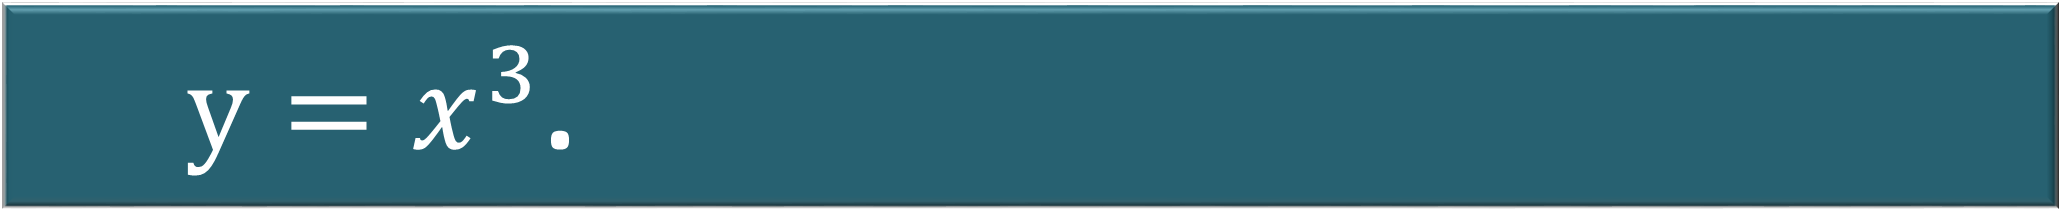 y = x³.